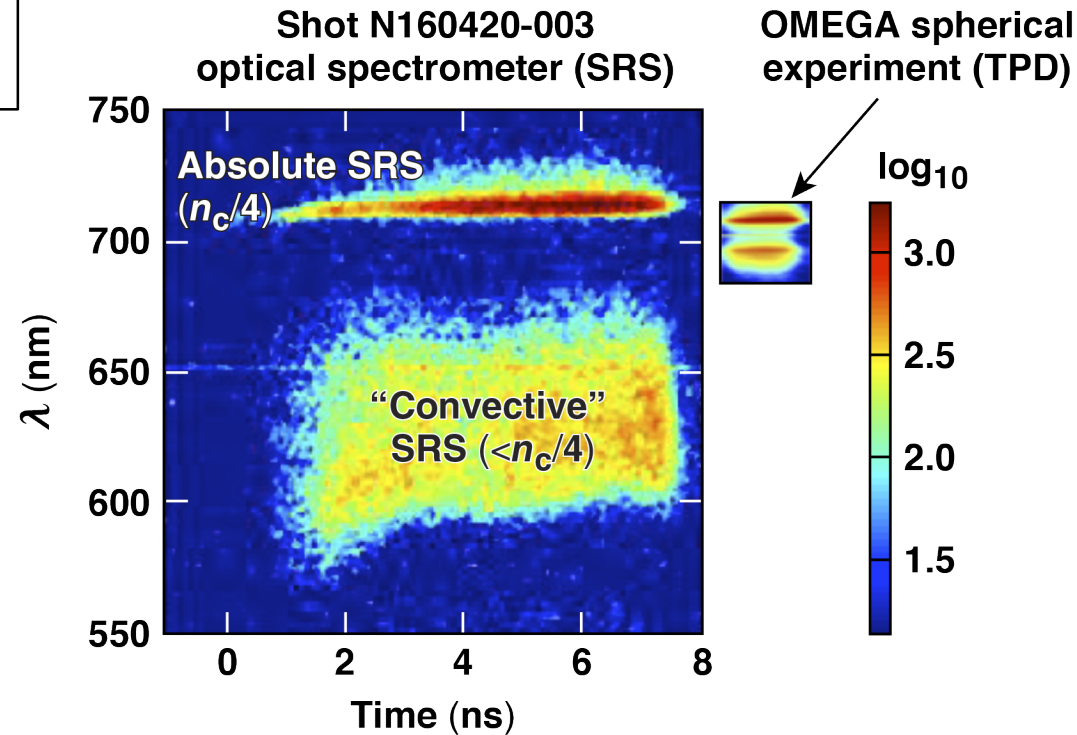 Shot N160420-003
optical spectrometer (SRS)
OMEGA spherical
experiment (TPD)
750
700
650
600
550
λ (nm)
Absolute SRS
(nc/4)
“Convective”
SRS (<nc/4)
0 2 4 6 8
Time (ns)
log10
3.0
2.5
2.0
1.5